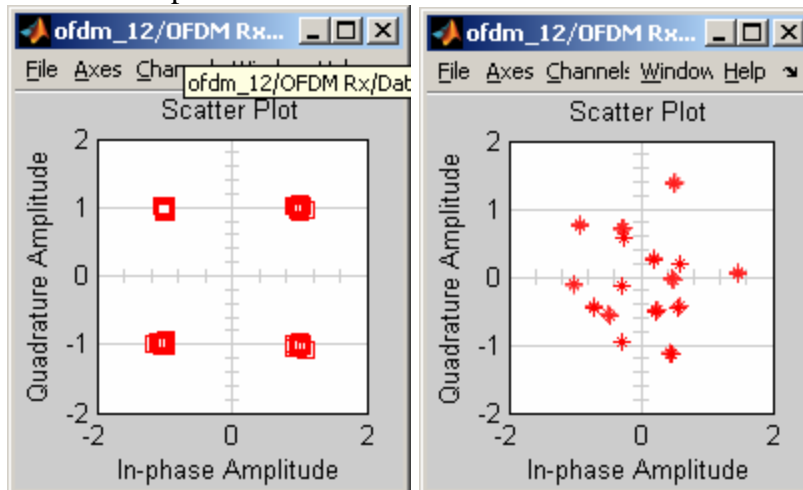 ofdm_12/OFDM Rx...
File Axes
ofdm_12/OFDM Rx/Dat
Scatter Plot
2
1
0
-1
-2
-2 0 2
Quadrature Amplitude
In-phase Amplitude
ofdm_12/OFDM Rx...
File Axes Channels Window Help
Scatter Plot
2
1
0
-1
-2
-2 0 2
Quadrature Amplitude
In-phase Amplitude